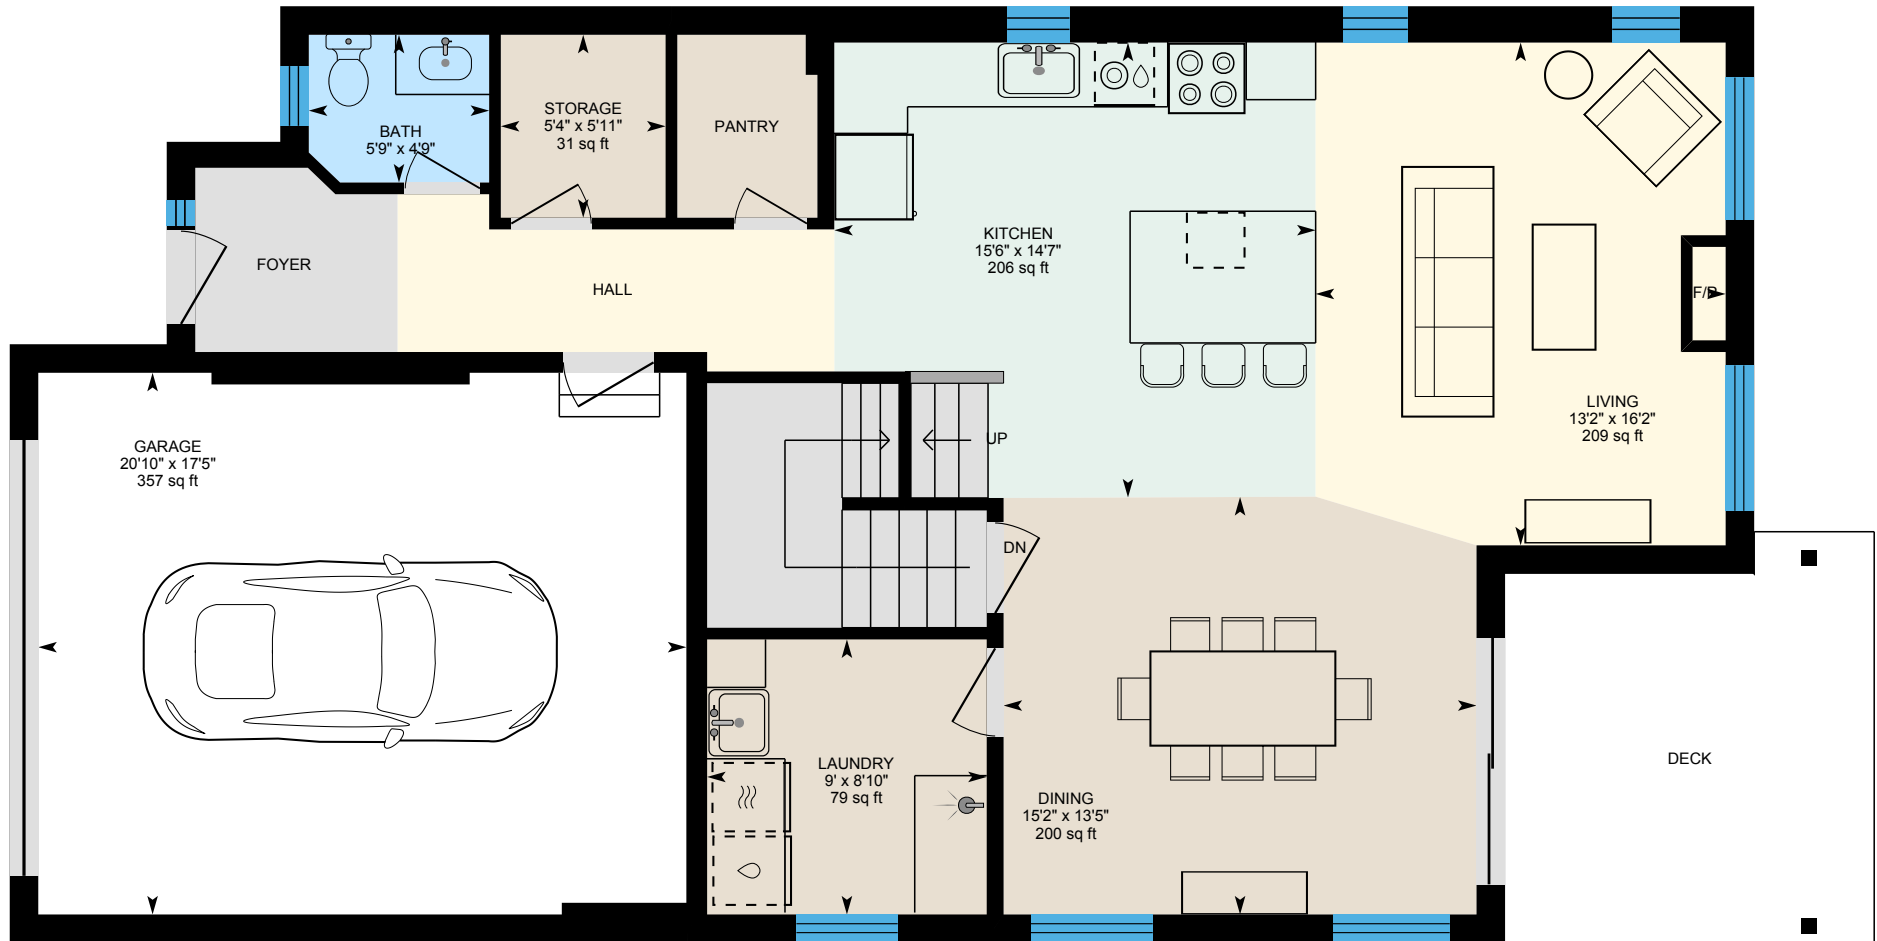 BATH
5'9" x 4'9"
STORAGE
5'4" x 5'11"
31 sq ft
PANTRY
FOYER
HALL
KITCHEN
15'6" x 14'7"
206 sq ft
F/P
LIVING
13'2" x 16'2"
209 sq ft
GARAGE
20'10" x 17'5"
357 sq ft
UP
DN
LAUNDRY
9' x 8'10"
79 sq ft
DINING
15'2" x 13'5"
200 sq ft
DECK